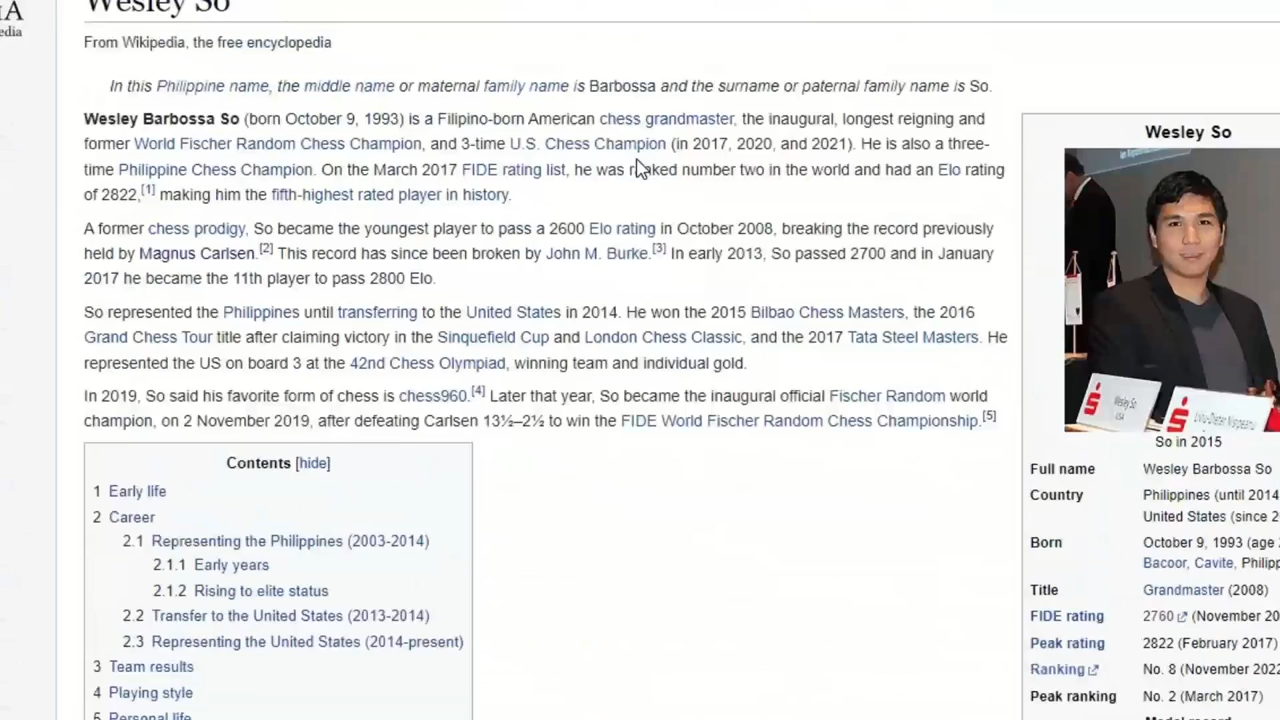 IA
edia
Wesley So
From Wikipedia, the free encyclopedia
In this Philippine name, the middle name or maternal family name is Barbossa and the surname or paternal family name is So.
Wesley Barbossa So (born October 9, 1993) is a Filipino-born American chess grandmaster, the inaugural, longest reigning and
former World Fischer Random Chess Champion, and 3-time U.S. Chess Champion (in 2017, 2020, and 2021). He is also a three-
time Philippine Chess Champion. On the March 2017 FIDE rating list, he was ranked number two in the world and had an Elo rating
of 2822,[1] making him the fifth-highest rated player in history.
A former chess prodigy, So became the youngest player to pass a 2600 Elo rating in October 2008, breaking the record previously
held by Magnus Carlsen.[2] This record has since been broken by John M. Burke.[3] In early 2013, So passed 2700 and in January
2017 he became the 11th player to pass 2800 Elo.
So represented the Philippines until transferring to the United States in 2014. He won the 2015 Bilbao Chess Masters, the 2016
Grand Chess Tour title after claiming victory in the Sinquefield Cup and London Chess Classic, and the 2017 Tata Steel Masters. He
represented the US on board 3 at the 42nd Chess Olympiad, winning team and individual gold.
In 2019, So said his favorite form of chess is chess960.[4] Later that year, So became the inaugural official Fischer Random world
champion, on 2 November 2019, after defeating Carlsen 13½–2½ to win the FIDE World Fischer Random Chess Championship.[5]
Contents [hide]
1 Early life
2 Career
2.1 Representing the Philippines (2003-2014)
2.1.1 Early years
2.1.2 Rising to elite status
2.2 Transfer to the United States (2013-2014)
2.3 Representing the United States (2014-present)
3 Team results
4 Playing style
5 Personal life
Wesley So
Wesley So
USA
So in 2015
Full name Wesley Barbossa So
Country Philippines (until 2014
United States (since 2
Born October 9, 1993 (age
Bacoor, Cavite, Philipp
Title Grandmaster (2008)
FIDE rating 2760 (November 20
Peak rating 2822 (February 2017)
Ranking No. 8 (November 2022
Peak ranking No. 2 (March 2017)